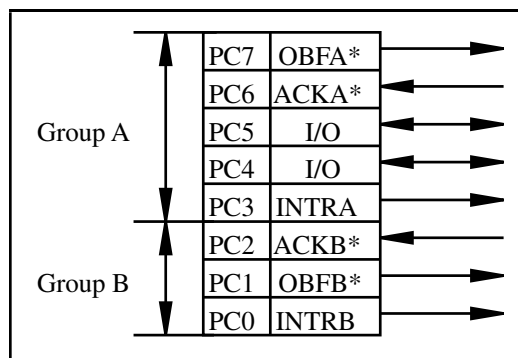 PC7 OBFA*
PC6 ACKA*
Group A PC5 I/O
PC4 I/O
PC3 INTRA
PC2 ACKB*
Group B PC1 OBFB*
PC0 INTRB